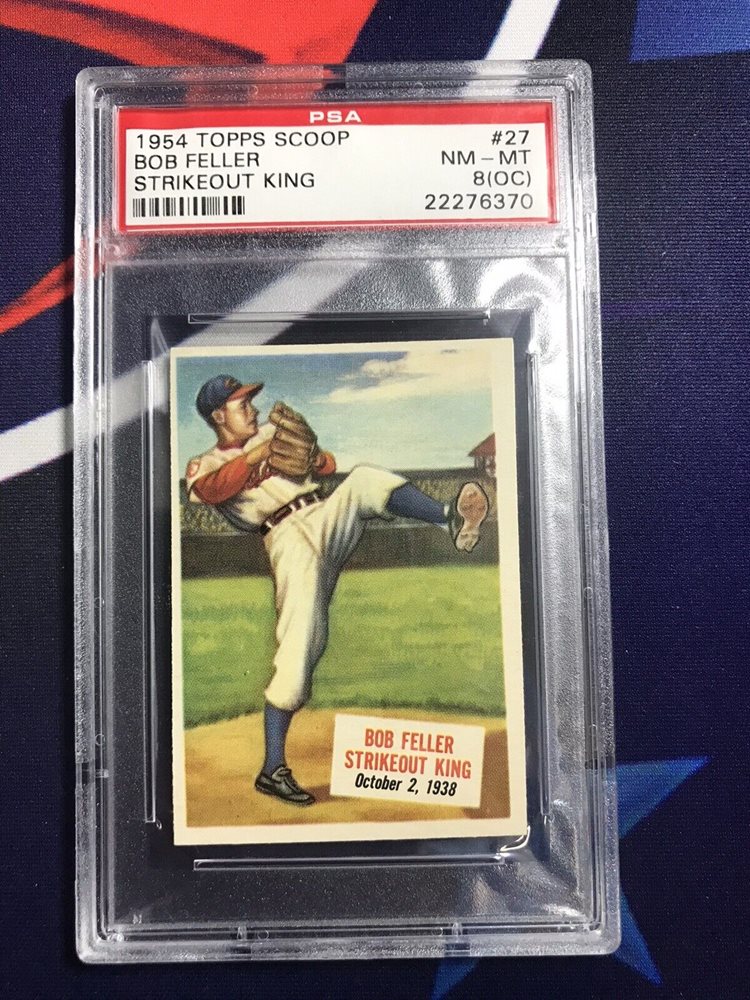 PSA
1954 TOPPS SCOOP #27
BOB FELLER NM – MT
STRIKEOUT KING 8(OC)
22276370
BOB FELLER
STRIKEOUT KING
October 2, 1938